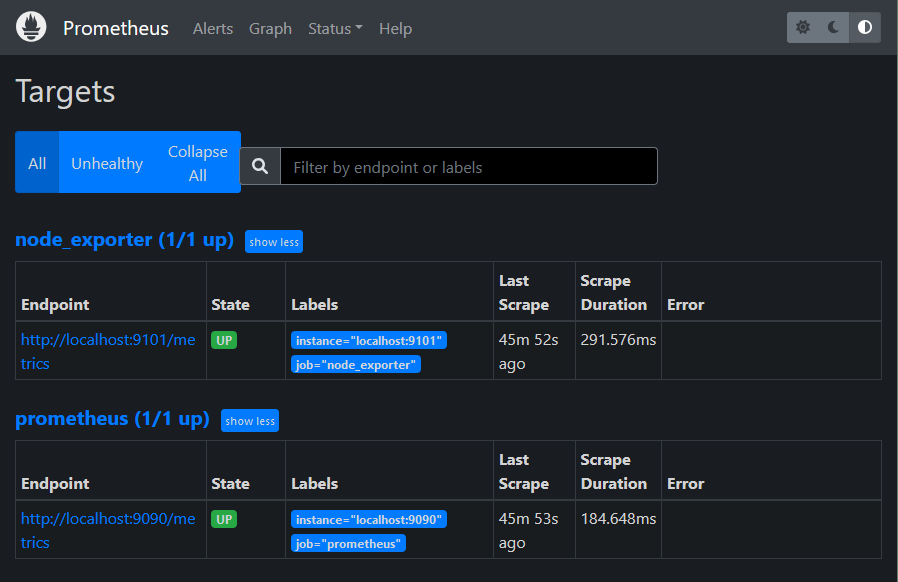 Prometheus Alerts Graph Status Help
Targets
All Unhealthy Collapse All Filter by endpoint or labels
node_exporter (1/1 up) show less
Endpoint State Labels Last Scrape Scrape Duration Error
http://localhost:9101/metrics UP instance="localhost:9101" job="node_exporter" 45m 52s ago 291.576ms
prometheus (1/1 up) show less
Endpoint State Labels Last Scrape Scrape Duration Error
http://localhost:9090/metrics UP instance="localhost:9090" job="prometheus" 45m 53s ago 184.648ms